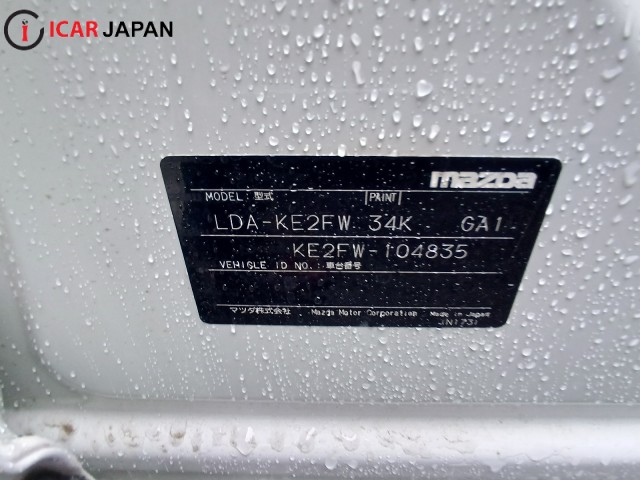 ICAR JAPAN
mazda
MODEL: 型式 PAINT
LDA-KE2FW 34K GA1
KE2FW-104835
VEHICLE ID NO.: 車台番号
マツダ株式会社 Mazda Motor Corporation Made in Japan
JN1731